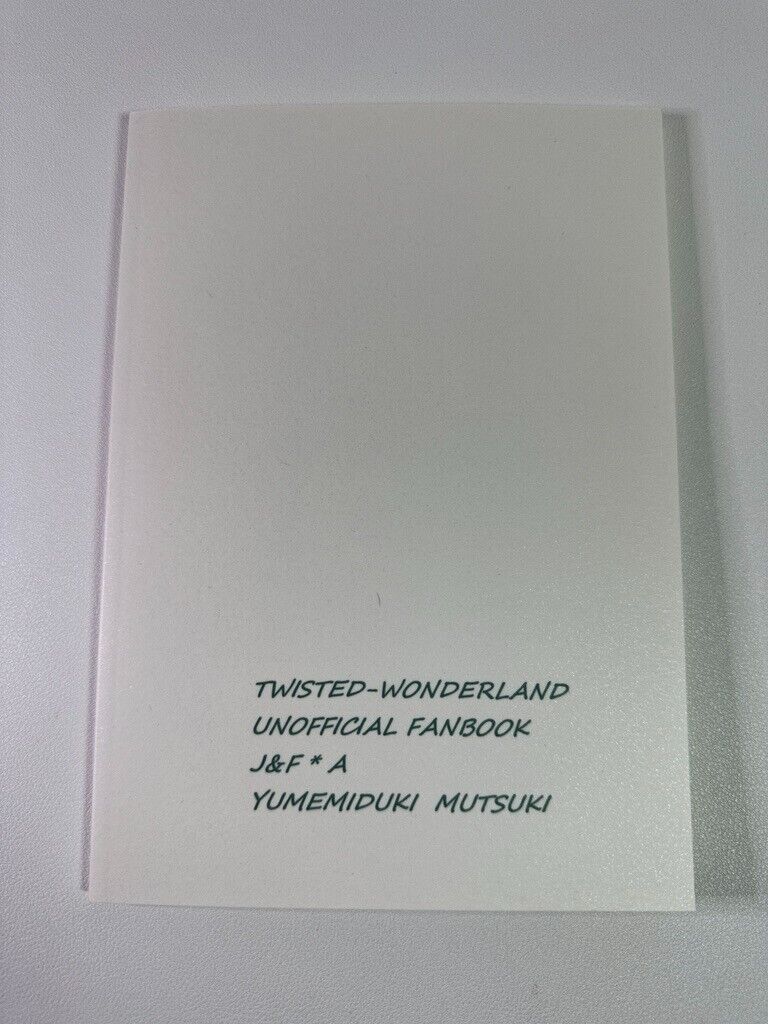 TWISTED-WONDERLAND
UNOFFICIAL FANBOOK
J&F * A
YUMEMIDUKI MUTSUKI